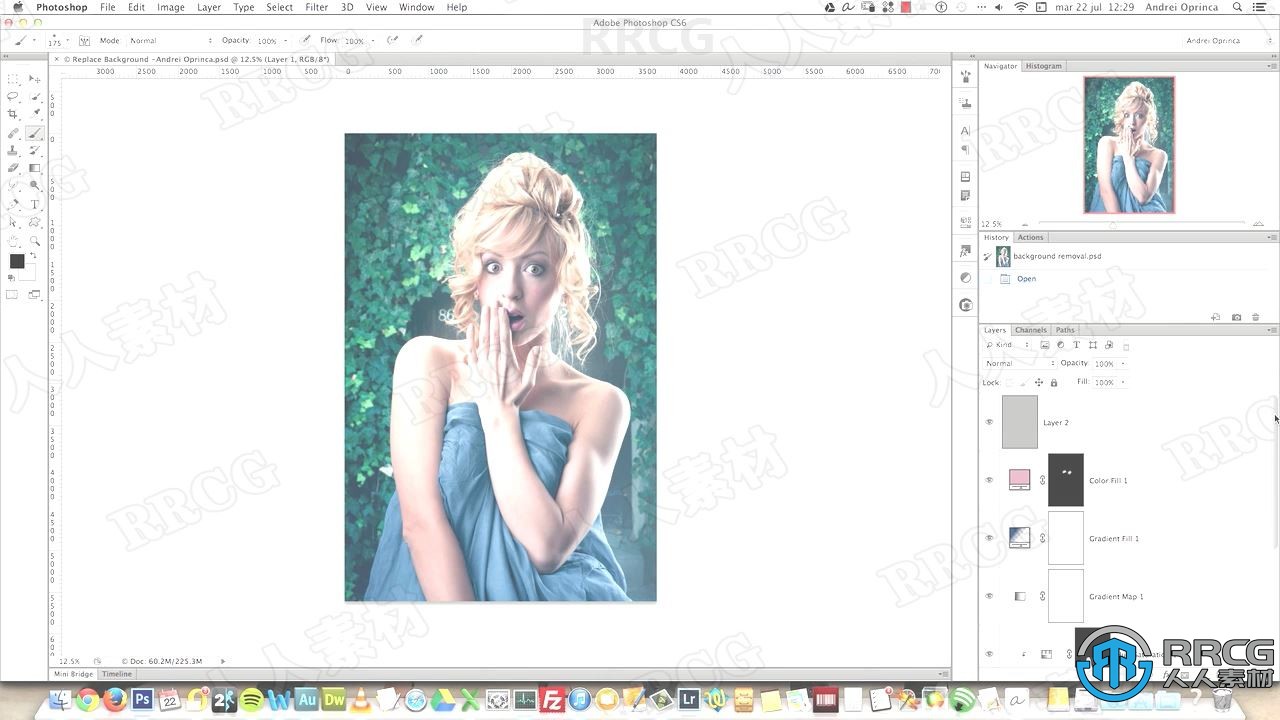 Photoshop File Edit Image Layer Type Select Filter 3D View Window Help mar 22 jul 12:29 Andrei Oprinca
Adobe Photoshop CS6
175 Mode Normal Opacity: 100% Flow: 100% Andrei Oprinca
× © Replace Background -Andrei Oprinca.psd @ 12.5% (Layer 1, RGB/8*)
3000 2500 2000 1500 1000 500 0 500 1000 1500 2000 2500 3000 3500 4000 4500 5000 5500 6000 6500
Navigator Histogram
12.5%
History Actions
background removal.psd
Open
Layers Channels Paths
Kind
Normal Opacity: 100%
Lock: Fill: 100%
Layer 2
Color Fill 1
Gradient Fill 1
Gradient Map 1
86
12.5% © Doc: 60.2M/225.3M
Mini Bridge Timeline
RRCG
人人素材
RRCG
人人素材